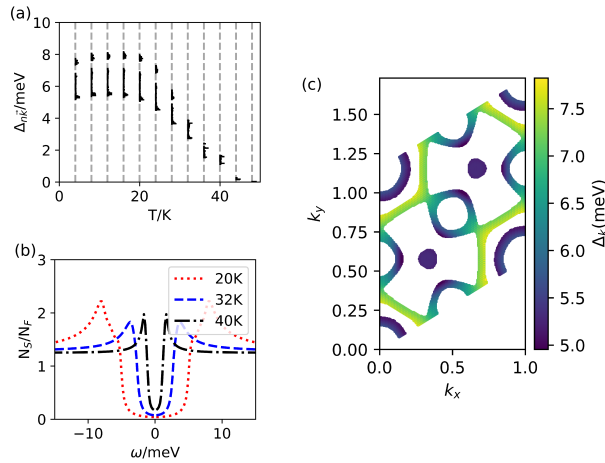 (a)
10
8
6
4
2
0
Δnk/meV
0
10
20
30
40
T/K
(b)
3
2
1
0
NS/NF
20K
32K
40K
−10
0
10
ω/meV
(c)
1.50
1.25
1.00
0.75
0.50
0.25
0.00
ky
0.0
0.5
1.0
kx
7.5
7.0
6.5
6.0
5.5
5.0
Δk(meV)